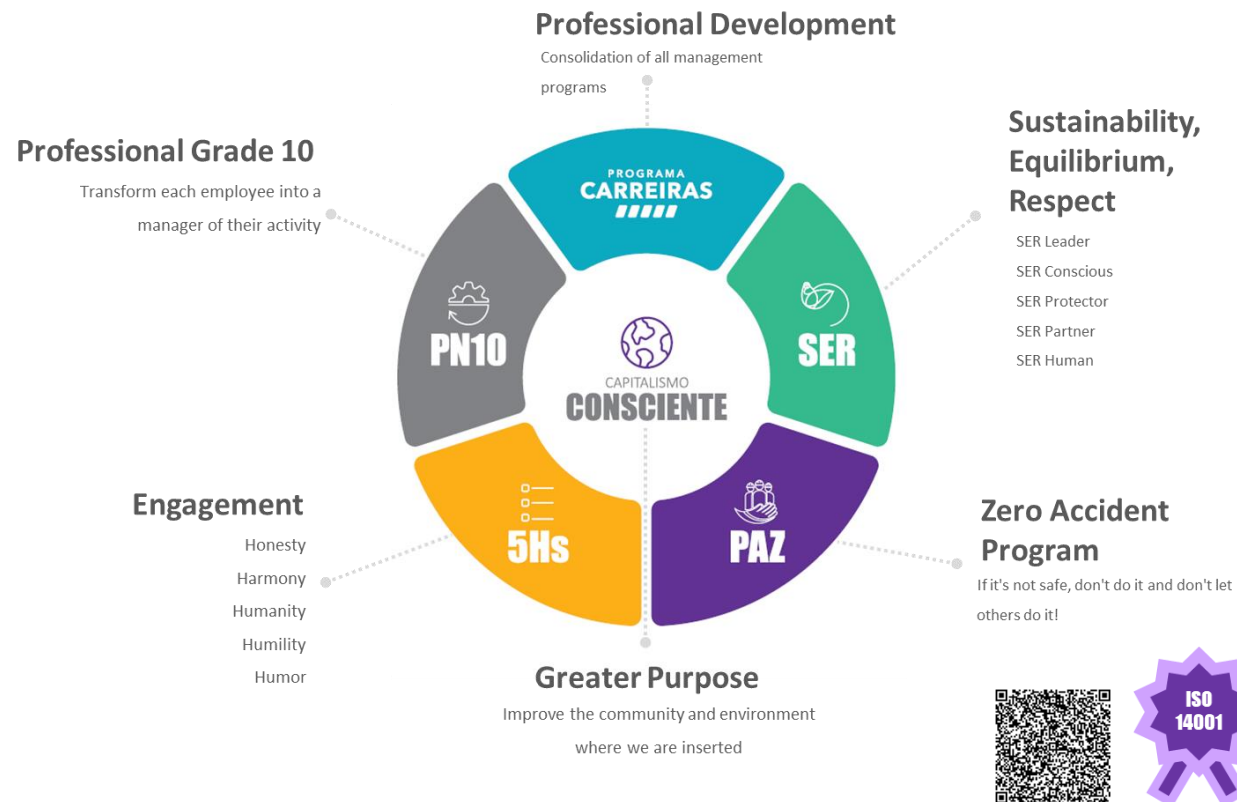 Professional Development
Consolidation of all management
programs
Professional Grade 10
Transform each employee into a
manager of their activity
Sustainability,
Equilibrium,
Respect
SER Leader
SER Conscious
SER Protector
SER Partner
SER Human
PROGRAMA
CARREIRAS
PN10
SER
CAPITALISMO
CONSCIENTE
5Hs
PAZ
Engagement
Honesty
Harmony
Humanity
Humility
Humor
Zero Accident
Program
If it's not safe, don't do it and don't let
others do it!
Greater Purpose
Improve the community and environment
where we are inserted
ISO
14001